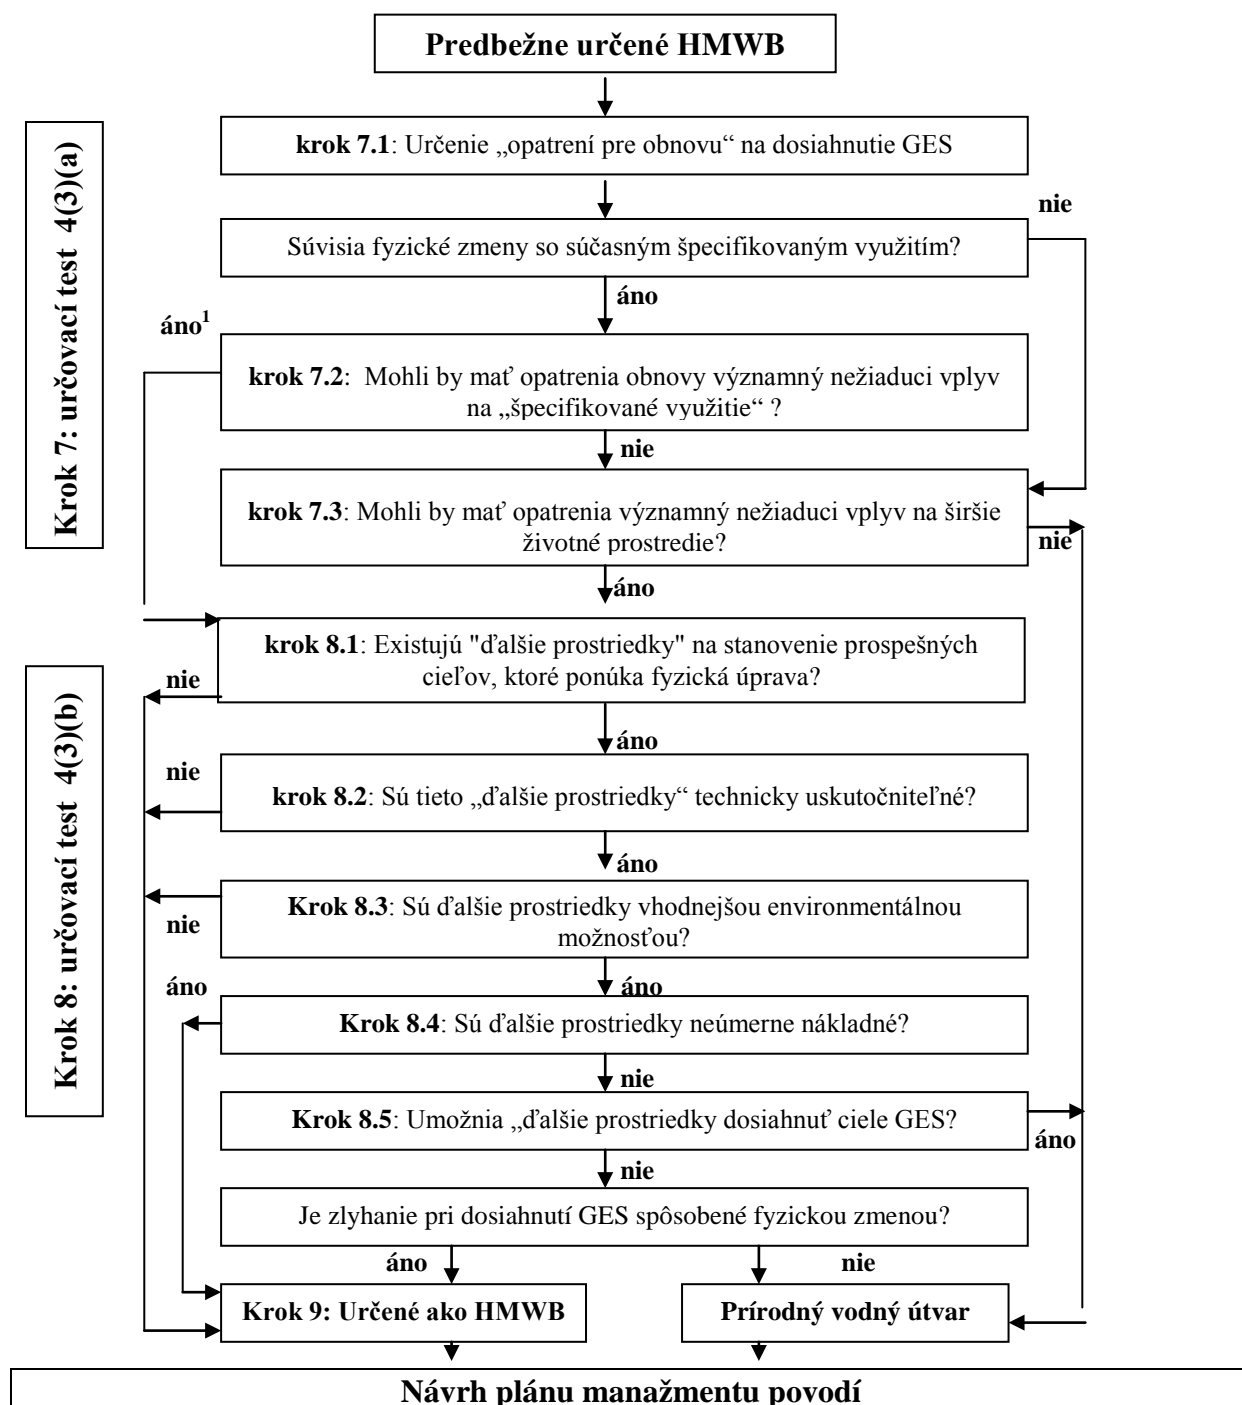 Predbežne určené HMWB
Krok 7: určovací test 4(3)(a)
krok 7.1: Určenie „opatrení pre obnovu“ na dosiahnutie GES
nie
Súvisia fyzické zmeny so súčasným špecifikovaným využitím?
áno
áno1
krok 7.2: Mohli by mať opatrenia obnovy významný nežiaduci vplyv
na „špecifikované využitie“ ?
nie
krok 7.3: Mohli by mať opatrenia významný nežiaduci vplyv na širšie
životné prostredie?
nie
áno
Krok 8: určovací test 4(3)(b)
krok 8.1: Existujú "ďalšie prostriedky" na stanovenie prospešných
cieľov, ktoré ponúka fyzická úprava?
nie
áno
nie
krok 8.2: Sú tieto „ďalšie prostriedky“ technicky uskutočniteľné?
áno
Krok 8.3: Sú ďalšie prostriedky vhodnejšou environmentálnou
možnosťou?
nie
áno
áno
Krok 8.4: Sú ďalšie prostriedky neúmerne nákladné?
nie
Krok 8.5: Umožnia „ďalšie prostriedky dosiahnuť ciele GES?
áno
nie
Je zlyhanie pri dosiahnutí GES spôsobené fyzickou zmenou?
áno
nie
Krok 9: Určené ako HMWB
Prírodný vodný útvar
Návrh plánu manažmentu povodí